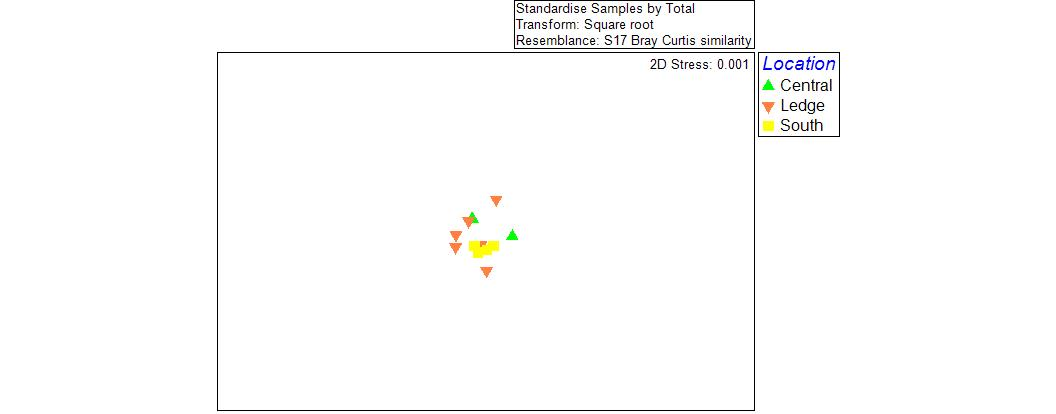 Standardise Samples by Total
Transform: Square root
Resemblance: S17 Bray Curtis similarity
2D Stress: 0.001
Location
Central
Ledge
South